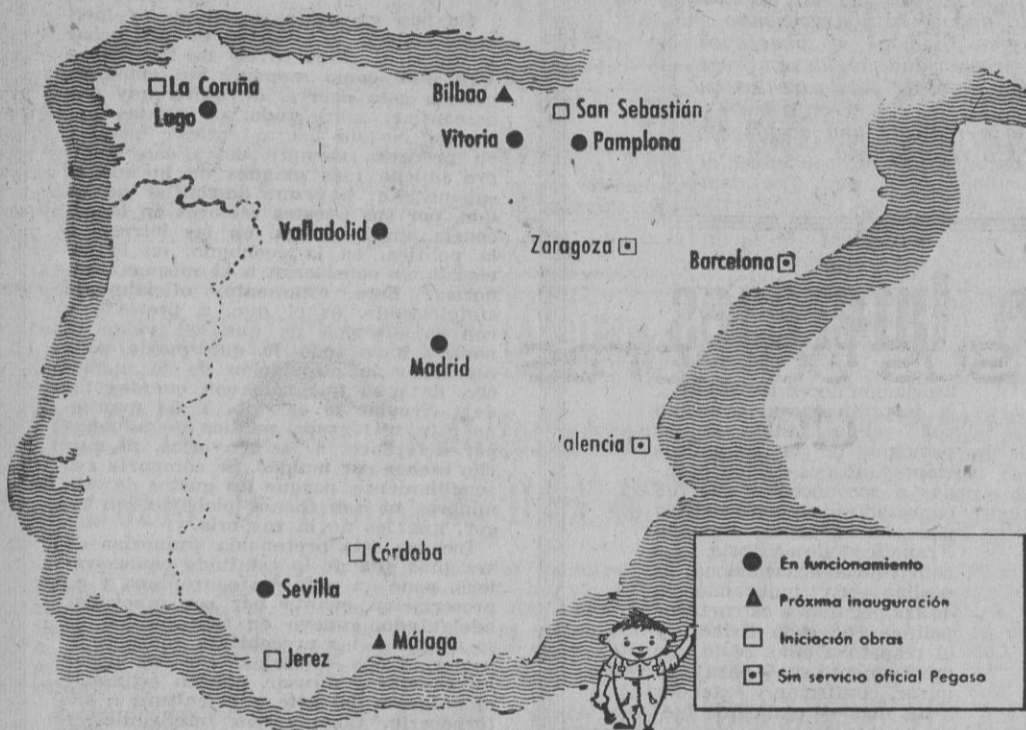 La Coruña
Lugo
Bilbao
San Sebastián
Vitoria
Pamplona
Valladolid
Zaragoza
Barcelona
Madrid
alencia
Córdoba
Sevilla
Málaga
Jerez
En funcionamiento
Próxima inauguración
Iniciación obras
Sin servicio oficial Pegaso